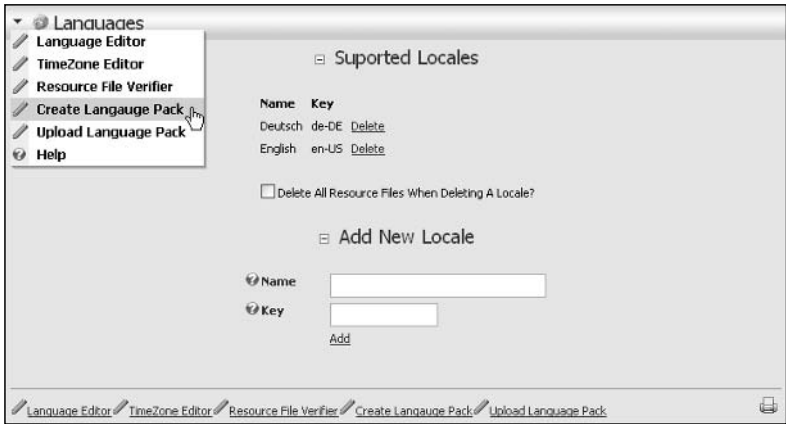 Languages
Language Editor
TimeZone Editor
Resource File Verifier
Create Langauge Pack
Upload Language Pack
Help
Suported Locales
Name Key
Deutsch de-DE Delete
English en-US Delete
Delete All Resource Files When Deleting A Locale?
Add New Locale
Name
Key
Add
Language Editor TimeZone Editor Resource File Verifier Create Langauge Pack Upload Language Pack